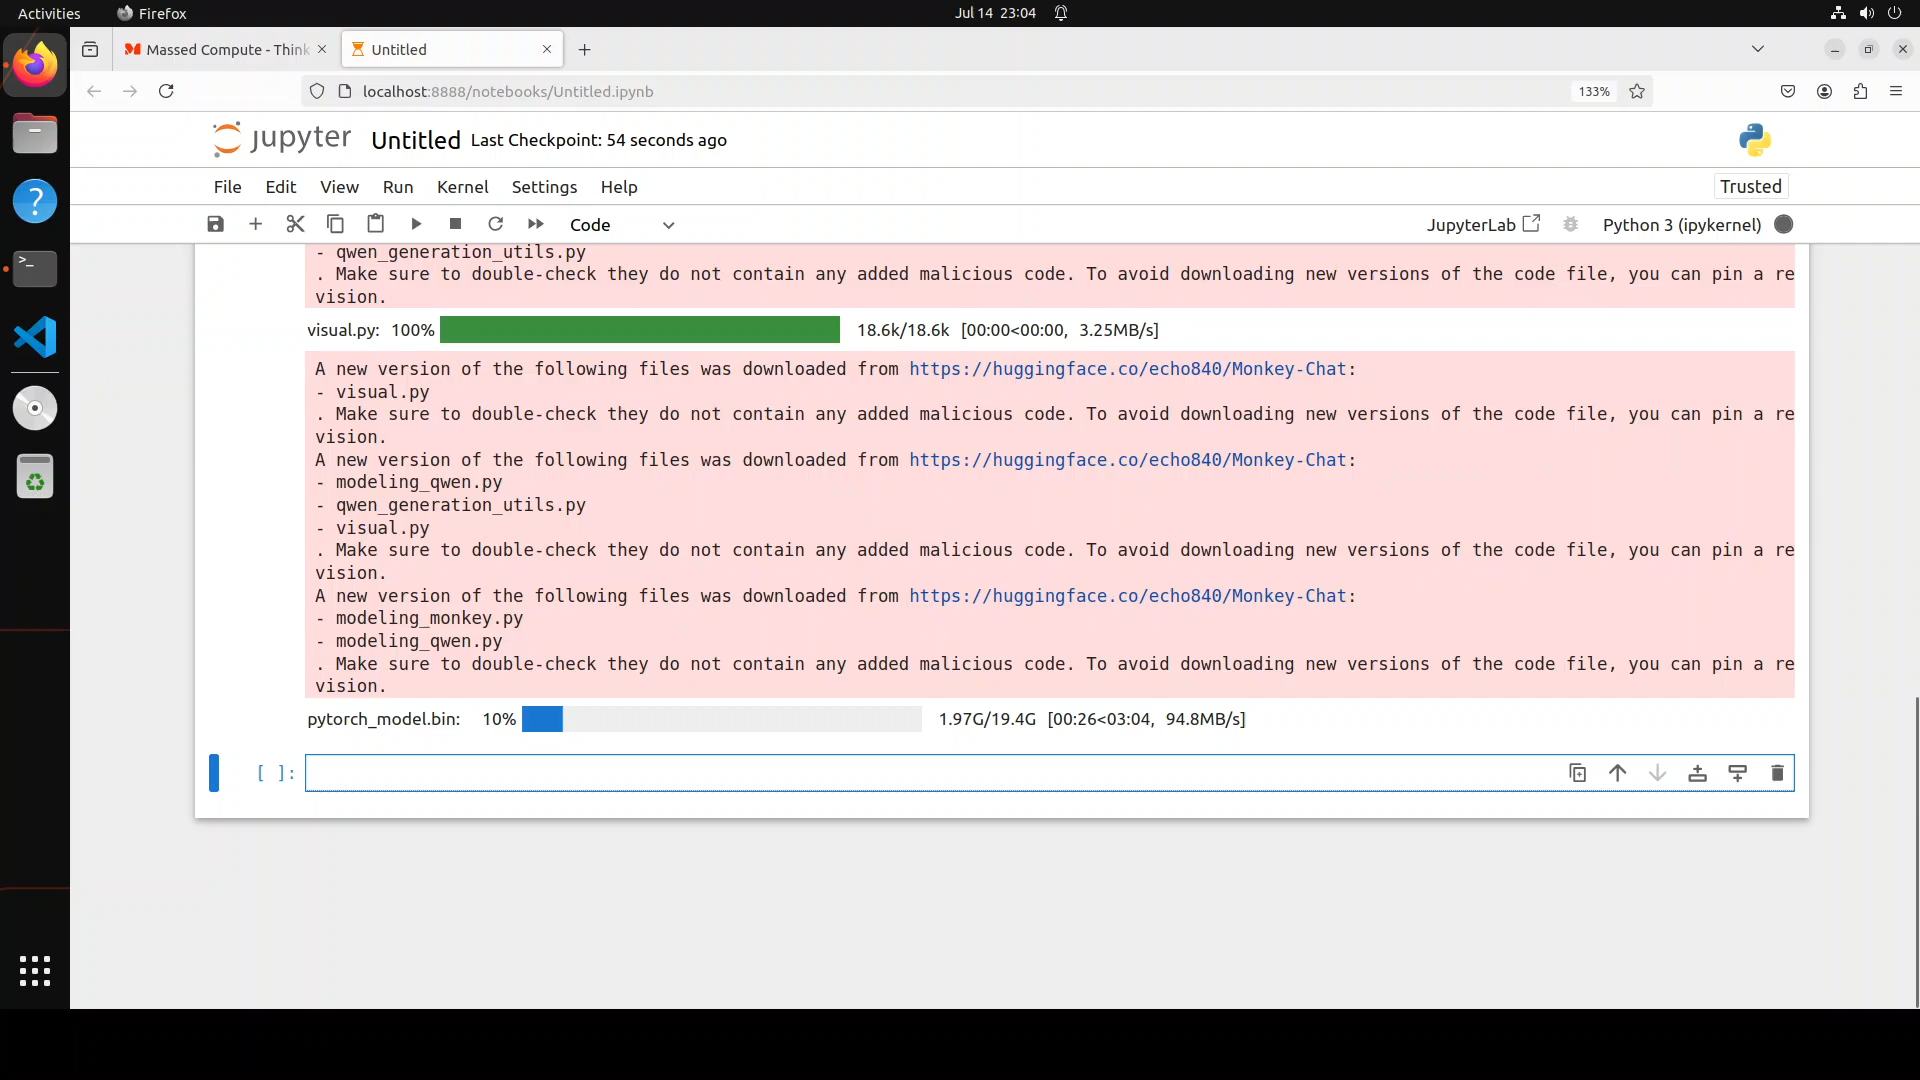 Activities
Firefox
Jul 14 23:04
Massed Compute - Think
Untitled
localhost:8888/notebooks/Untitled.ipynb
133%
jupyter
Untitled
Last Checkpoint: 54 seconds ago
File Edit View Run Kernel Settings Help
Trusted
Code
JupyterLab
Python 3 (ipykernel)
- qwen_generation_utils.py
. Make sure to double-check they do not contain any added malicious code. To avoid downloading new versions of the code file, you can pin a re
vision.
visual.py: 100% 18.6k/18.6k [00:00<00:00, 3.25MB/s]
A new version of the following files was downloaded from https://huggingface.co/echo840/Monkey-Chat:
- visual.py
. Make sure to double-check they do not contain any added malicious code. To avoid downloading new versions of the code file, you can pin a re
vision.
A new version of the following files was downloaded from https://huggingface.co/echo840/Monkey-Chat:
- modeling_qwen.py
- qwen_generation_utils.py
- visual.py
. Make sure to double-check they do not contain any added malicious code. To avoid downloading new versions of the code file, you can pin a re
vision.
A new version of the following files was downloaded from https://huggingface.co/echo840/Monkey-Chat:
- modeling_monkey.py
- modeling_qwen.py
. Make sure to double-check they do not contain any added malicious code. To avoid downloading new versions of the code file, you can pin a re
vision.
pytorch_model.bin: 10% 1.97G/19.4G [00:26<03:04, 94.8MB/s]
[ ]: